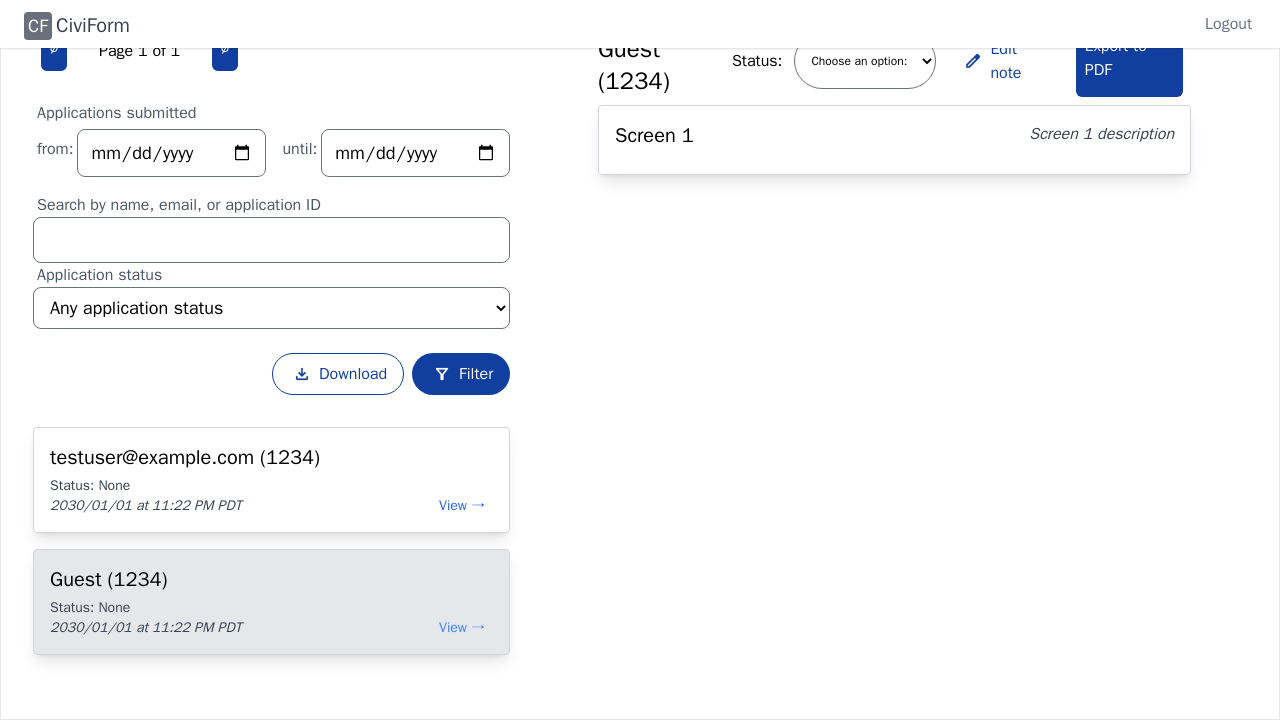 CF CiviForm
Logout
Page 1 of 1
Applications submitted
from: mm/dd/yyyy until: mm/dd/yyyy
Search by name, email, or application ID
Application status
Any application status
Download Filter
testuser@example.com (1234)
Status: None
2030/01/01 at 11:22 PM PDT View →
Guest (1234)
Status: None
2030/01/01 at 11:22 PM PDT View →
Guest
(1234)
Status: Choose an option:
Edit
note
Export to
PDF
Screen 1 Screen 1 description